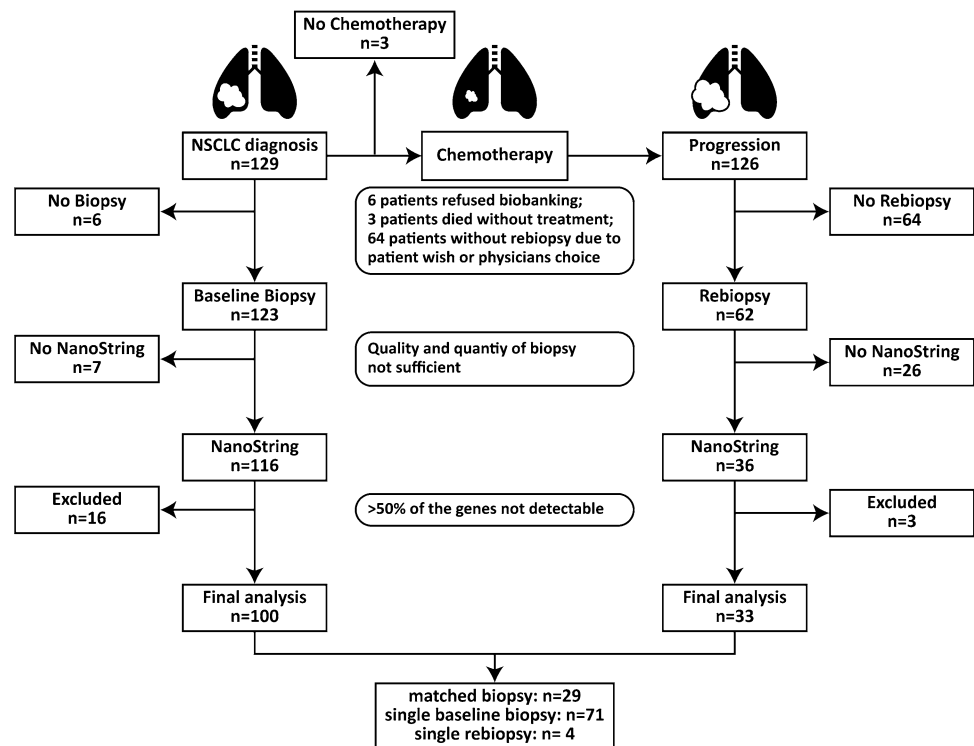 No Chemotherapy
n=3
NSCLC diagnosis
n=129
Chemotherapy
Progression
n=126
No Biopsy
n=6
6 patients refused biobanking;
3 patients died without treatment;
64 patients without rebiopsy due to
patient wish or physicians choice
No Rebiopsy
n=64
Baseline Biopsy
n=123
Rebiopsy
n=62
No NanoString
n=7
Quality and quantiy of biopsy
not sufficient
No NanoString
n=26
NanoString
n=116
NanoString
n=36
Excluded
n=16
>50% of the genes not detectable
Excluded
n=3
Final analysis
n=100
Final analysis
n=33
matched biopsy: n=29
single baseline biopsy: n=71
single rebiopsy: n= 4